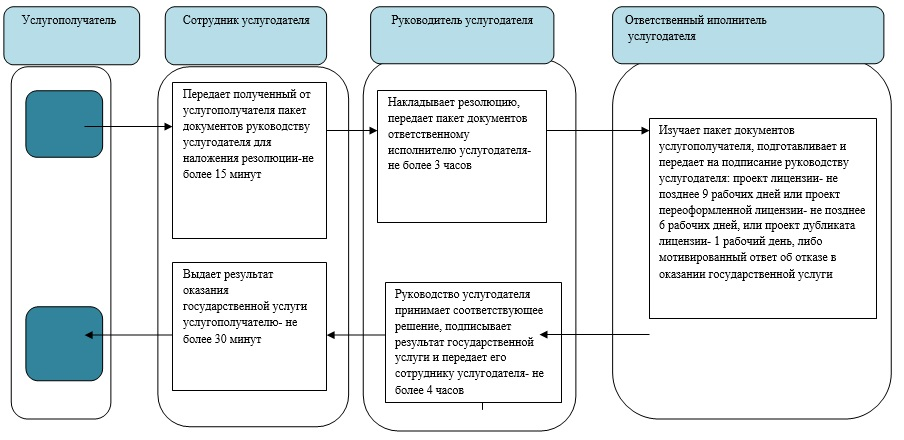 Услугополучатель
Сотрудник услугодателя
Руководитель услугодателя
Ответственный иполнитель
услугодателя
Передает полученный от
услугополучателя пакет
документов руководству
услугодателя для
наложения резолюции-не
более 15 минут
Накладывает резолюцию,
передает пакет документов
ответственному
исполнителю услугодателя-
не более 3 часов
Изучает пакет документов
услугополучателя, подготавливает и
передает на подписание руководству
услугодателя: проект лицензии- не
позднее 9 рабочих дней или проект
переоформленной лицензии- не позднее
6 рабочих дней, или проект дубликата
лицензии- 1 рабочий день, либо
мотивированный ответ об отказе в
оказании государственной услуги
Выдает результат
оказания
государственной услуги
услугополучателю- не
более 30 минут
Руководство услугодателя
принимает соответствующее
решение, подписывает
результат государственной
услуги и передает его
сотруднику услугодателя- не
более 4 часов